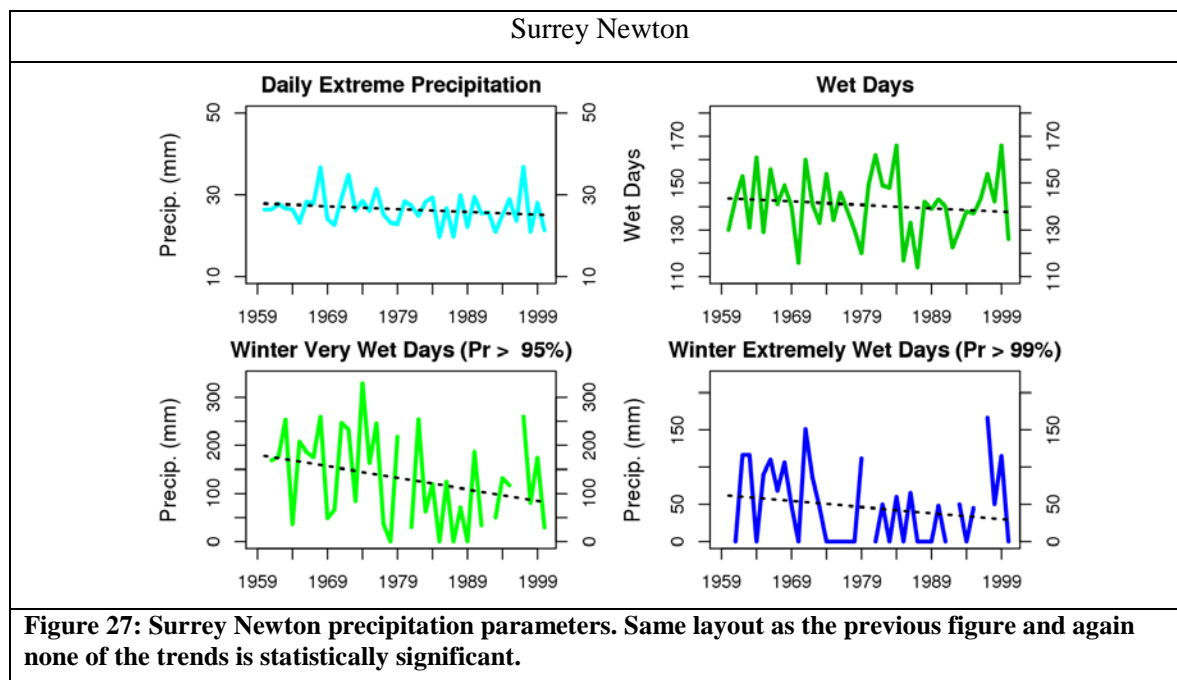 Surrey Newton
Daily Extreme Precipitation
Precip. (mm)
50
30
10
50
30
10
1959 1969 1979 1989 1999
Wet Days
Wet Days
170
150
130
110
170
150
130
110
1959 1969 1979 1989 1999
Winter Very Wet Days (Pr > 95%)
Precip. (mm)
300
200
100
0
300
200
100
0
1959 1969 1979 1989 1999
Winter Extremely Wet Days (Pr > 99%)
Precip. (mm)
150
50
0
150
50
0
1959 1969 1979 1989 1999
Figure 27: Surrey Newton precipitation parameters. Same layout as the previous figure and again
none of the trends is statistically significant.